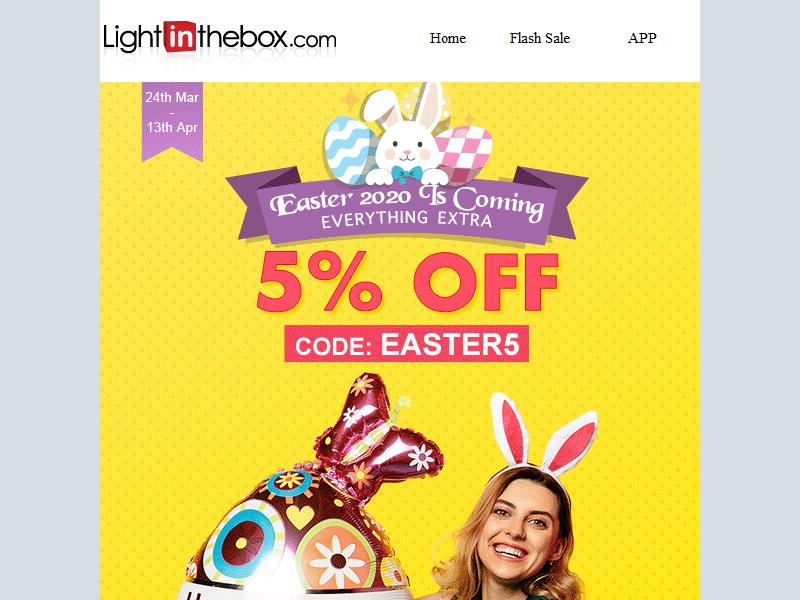 Lightinthebox.com
Home
Flash Sale
APP
24th Mar
-
13th Apr
Easter 2020 Is Coming
EVERYTHING EXTRA
5% OFF
CODE: EASTER5